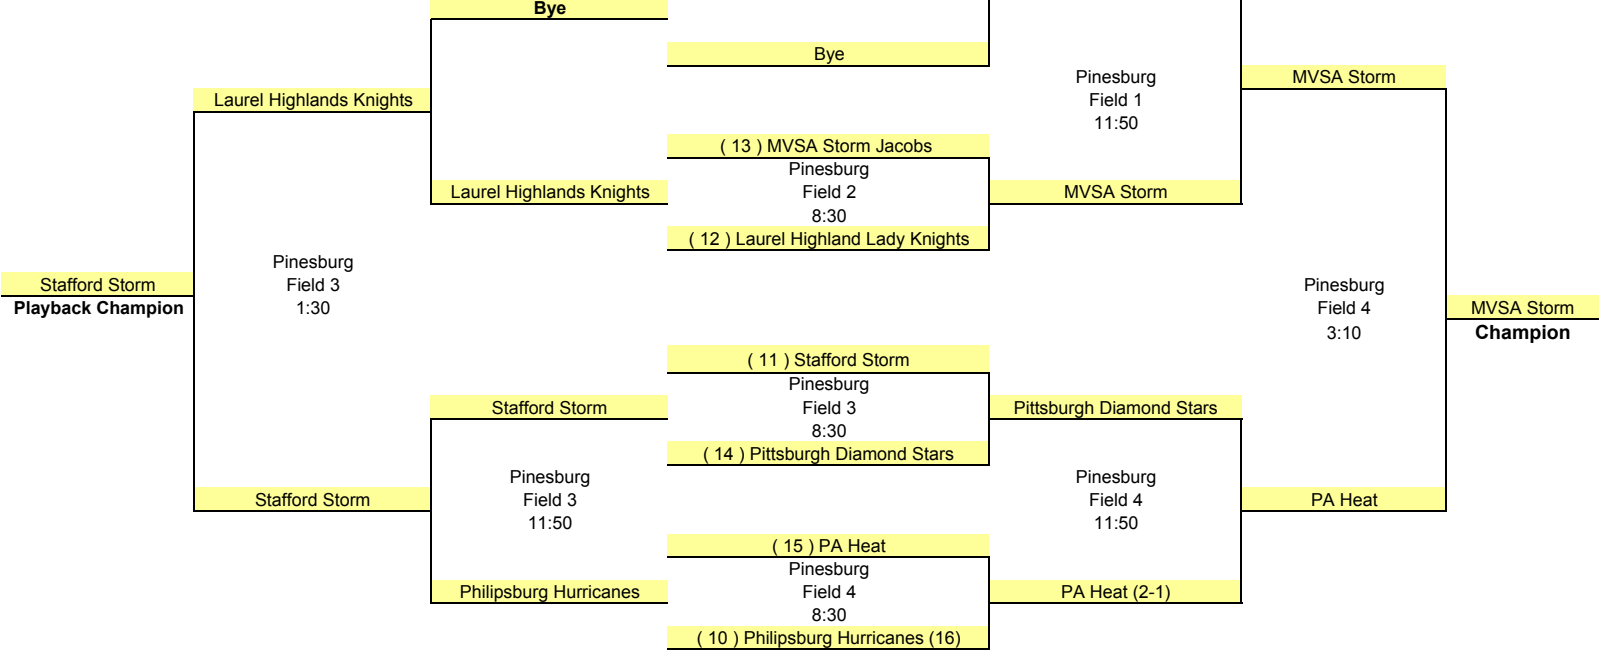 Bye
Bye
MVSA Storm
Pinesburg
Field 1
11:50
Laurel Highlands Knights
( 13 ) MVSA Storm Jacobs
Pinesburg
Field 2
8:30
Laurel Highlands Knights
MVSA Storm
( 12 ) Laurel Highland Lady Knights
Pinesburg
Field 3
1:30
Stafford Storm
Playback Champion
Pinesburg
Field 4
3:10
MVSA Storm
Champion
( 11 ) Stafford Storm
Pinesburg
Field 3
8:30
Stafford Storm
Pittsburgh Diamond Stars
( 14 ) Pittsburgh Diamond Stars
Pinesburg
Field 3
11:50
Pinesburg
Field 4
11:50
Stafford Storm
PA Heat
( 15 ) PA Heat
Pinesburg
Field 4
8:30
Philipsburg Hurricanes
PA Heat (2-1)
( 10 ) Philipsburg Hurricanes (16)